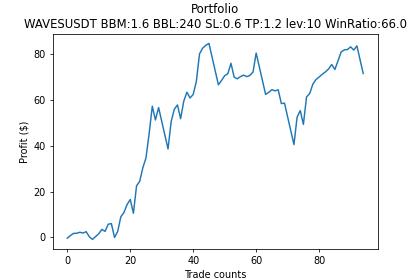 Portfolio
WAVESUSDT BBM:1.6 BBL:240 SL:0.6 TP:1.2 lev:10 WinRatio:66.0
80
60
40
20
0
Profit ($)
0 20 40 60 80
Trade counts